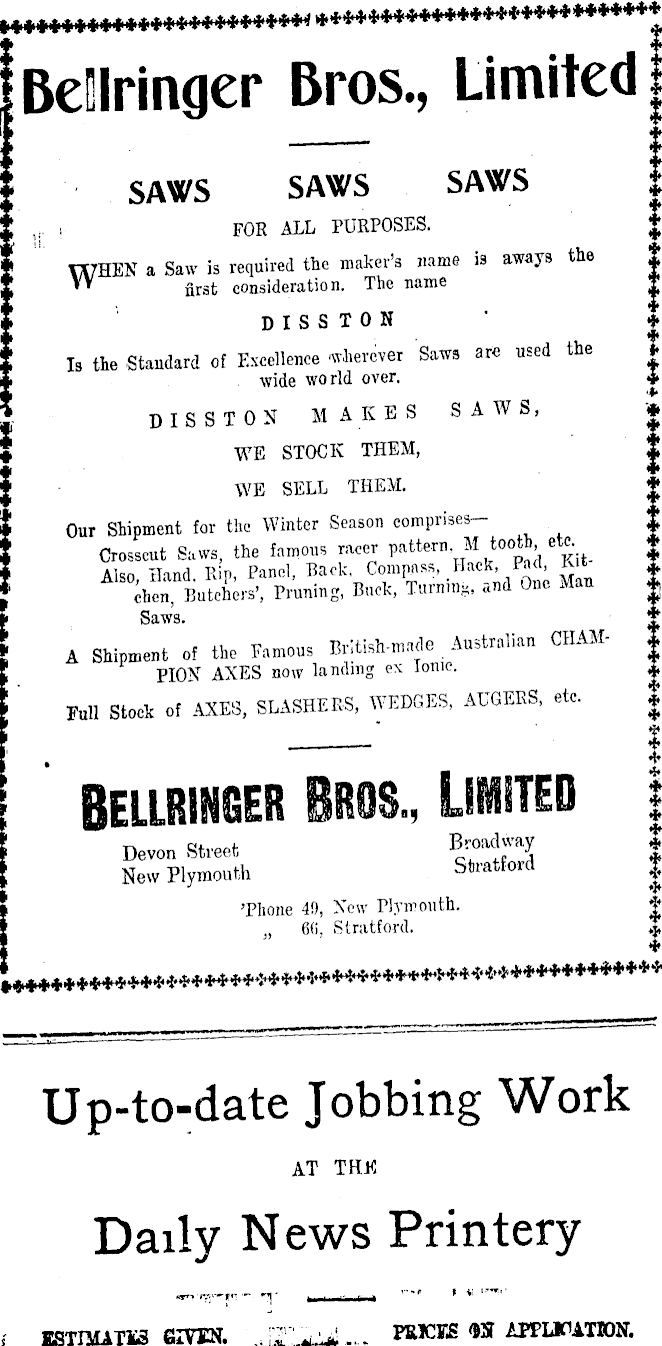 Bellringer Bros., Limited
SAWS SAWS SAWS
FOR ALL PURPOSES.
WHEN a Saw is required the maker's name is aways the
first consideration. The name
DISSTON
Is the Standard of Excellence wherever Saws are used the
wide world over.
DISSTON MAKES SAWS,
WE STOCK THEM,
WE SELL THEM.
Our Shipment for the Winter Season comprises—
Crosscut Saws, the famous racer pattern, M tooth, etc.
Also, Hand, Rip, Panel, Back, Compass, Hack, Pad, Kit-
chen, Butchers', Pruning, Buck, Turning, and One Man
Saws.
A Shipment of the Famous British-made Australian CHAM-
PION AXES now landing ex Ionic.
Full Stock of AXES, SLASHERS, WEDGES, AUGERS, etc.
BELLRINGER BROS., LIMITED
Devon Street Broadway
New Plymouth Stratford
'Phone 49, New Plymouth.
„ 66, Stratford.
Up-to-date Jobbing Work
AT THE
Daily News Printery
ESTIMATES GIVEN. PRICES ON APPLICATION.